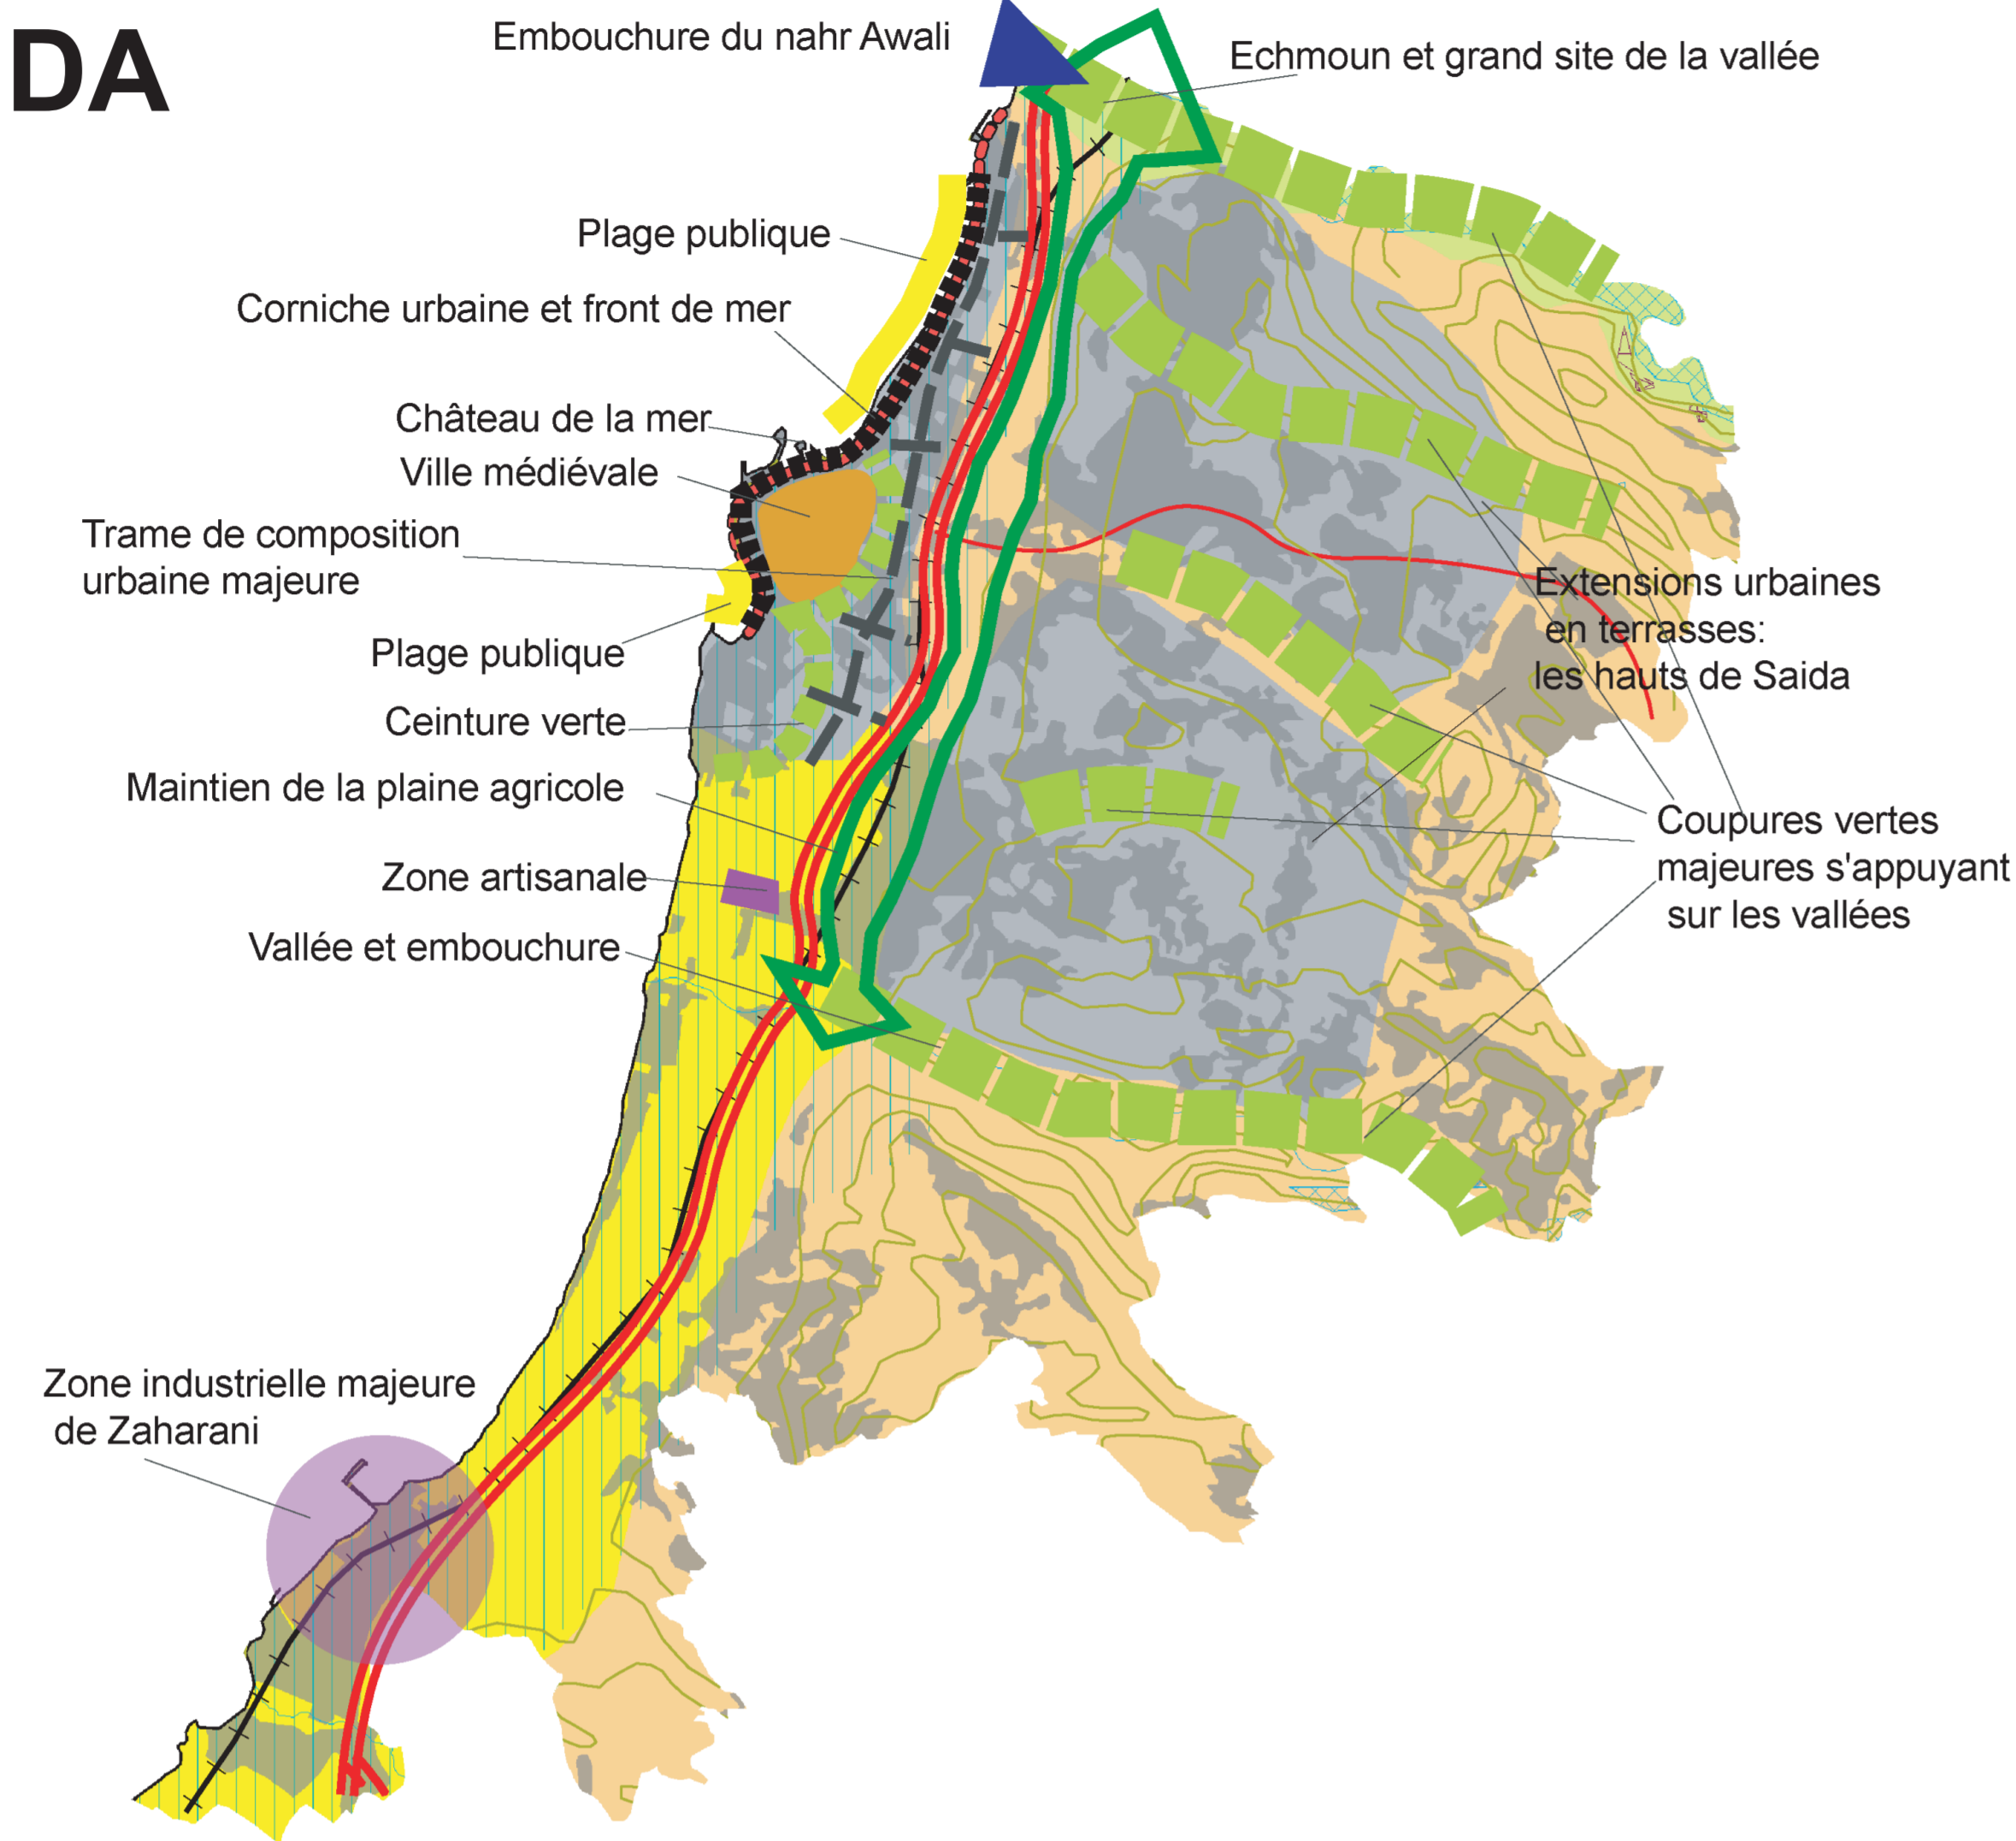 DA
Embouchure du nahr Awali
Echmoun et grand site de la vallée
Plage publique
Corniche urbaine et front de mer
Château de la mer
Ville médiévale
Trame de composition
urbaine majeure
Plage publique
Ceinture verte
Maintien de la plaine agricole
Zone artisanale
Vallée et embouchure
Extensions urbaines
en terrasses:
les hauts de Saida
Coupures vertes
majeures s'appuyant
sur les vallées
Zone industrielle majeure
de Zaharani